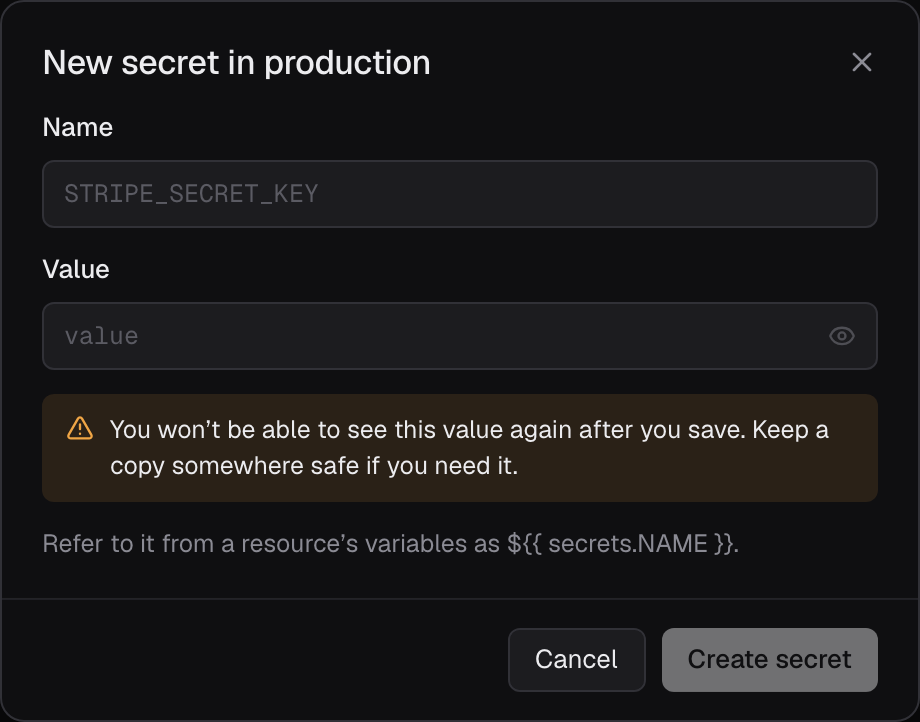 New secret in production
Name
STRIPE_SECRET_KEY
Value
value
You won’t be able to see this value again after you save. Keep a
copy somewhere safe if you need it.
Refer to it from a resource’s variables as ${{ secrets.NAME }}.
Cancel
Create secret